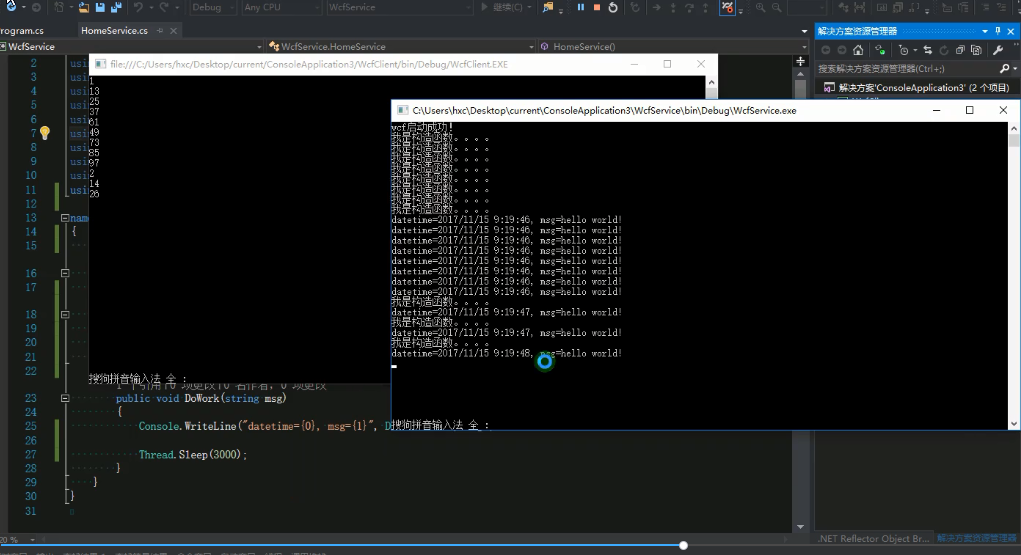 Debug
Any CPU
WcfService
继续(C)
rogram.cs
HomeService.cs
WcfService
WcfService.HomeService
HomeService()
解决方案资源管理器
搜索解决方案资源管理器(Ctrl+;)
解决方案'ConsoleApplication3' (2 个项目)
file:///C:/Users/hxc/Desktop/current/ConsoleApplication3/WcfClient/bin/Debug/WcfClient.EXE
1
13
25
37
61
49
73
85
97
2
14
26
搜狗拼音输入法 全 :
C:\Users\hxc\Desktop\current\ConsoleApplication3\WcfService\bin\Debug\WcfService.exe
wcf启动成功!
我是构造函数。。。。
我是构造函数。。。。
我是构造函数。。。。
我是构造函数。。。。
我是构造函数。。。。
我是构造函数。。。。
我是构造函数。。。。
我是构造函数。。。。
datetime=2017/11/15 9:19:46, msg=hello world!
datetime=2017/11/15 9:19:46, msg=hello world!
datetime=2017/11/15 9:19:46, msg=hello world!
datetime=2017/11/15 9:19:46, msg=hello world!
datetime=2017/11/15 9:19:46, msg=hello world!
datetime=2017/11/15 9:19:46, msg=hello world!
datetime=2017/11/15 9:19:46, msg=hello world!
datetime=2017/11/15 9:19:46, msg=hello world!
我是构造函数。。。。
datetime=2017/11/15 9:19:47, msg=hello world!
我是构造函数。。。。
datetime=2017/11/15 9:19:47, msg=hello world!
我是构造函数。。。。
datetime=2017/11/15 9:19:48, msg=hello world!
搜狗拼音输入法 全 :
2 usi
3 usi
4 usi
5 usi
6 usi
7 usi
8 usi
9 usi
10 usi
11 usi
12
13 nam
14 {
15
16
17
18
19
20
21
22
23 public void DoWork(string msg)
24 {
25 Console.WriteLine("datetime={0}, msg={1}", D
26
27 Thread.Sleep(3000);
28 }
29 }
30 }
31
20 %
.NET Reflector Object Br...
解决方案资源管理器